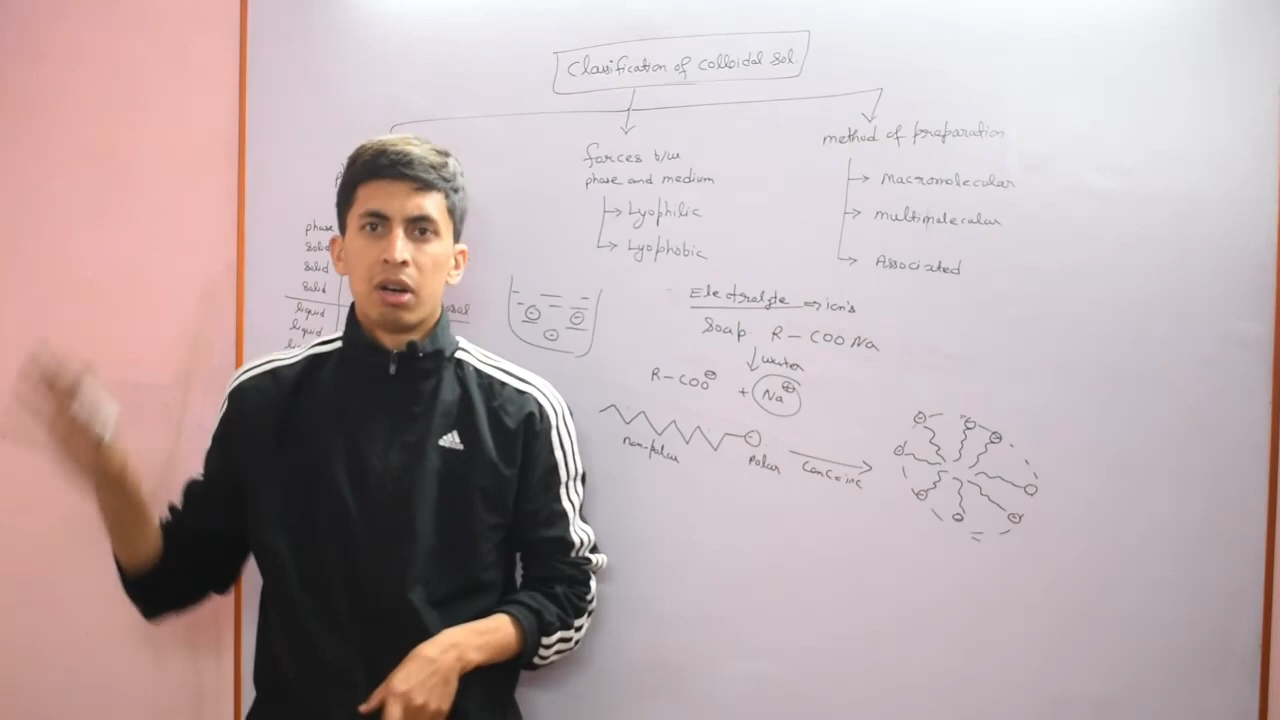 Classification of colloidal sol.
forces b/w
phase and medium
Lyophilic
Lyophobic
method of preparation
Macromolecular
multimolecular
Associated
phase
solid
solid
solid
liquid
liquid
Electrolyte ⇒ ion's
Soap R – COO Na
↓ water
R – COO⊖ + Na⊕
non-polar
polar
Conc = inc
adidas